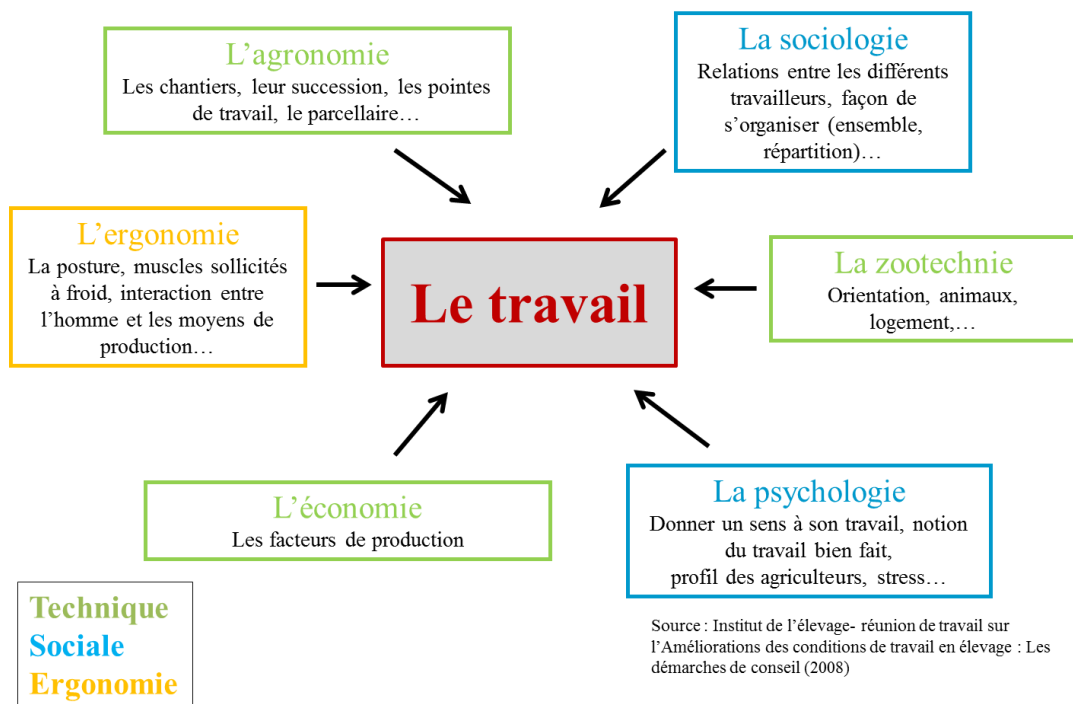 L'agronomie
Les chantiers, leur succession, les pointes
de travail, le parcellaire…
La sociologie
Relations entre les différents
travailleurs, façon de
s'organiser (ensemble,
répartition)…
L'ergonomie
La posture, muscles sollicités
à froid, interaction entre
l'homme et les moyens de
production…
Le travail
La zootechnie
Orientation, animaux,
logement,…
L'économie
Les facteurs de production
La psychologie
Donner un sens à son travail, notion
du travail bien fait,
profil des agriculteurs, stress…
Technique
Sociale
Ergonomie
Source : Institut de l'élevage- réunion de travail sur
l'Améliorations des conditions de travail en élevage : Les
démarches de conseil (2008)